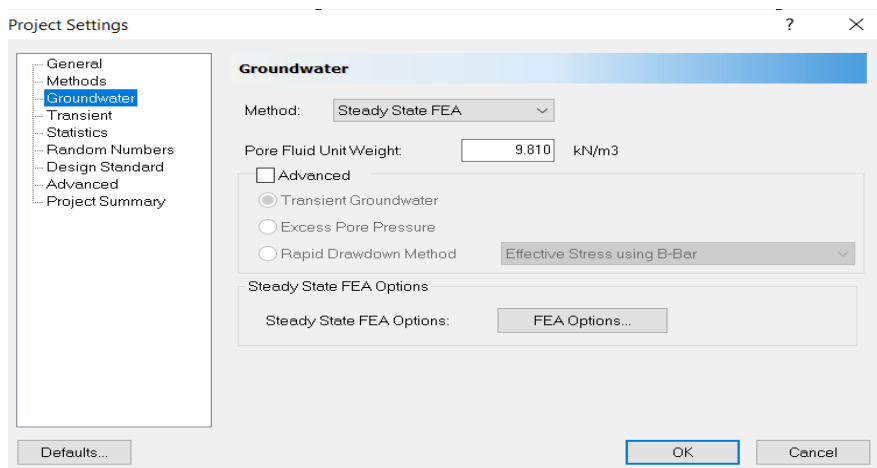 Project Settings
?
General
Methods
Groundwater
Transient
Statistics
Random Numbers
Design Standard
Advanced
Project Summary
Groundwater
Method: Steady State FEA
Pore Fluid Unit Weight: 9.810 kN/m3
Advanced
Transient Groundwater
Excess Pore Pressure
Rapid Drawdown Method Effective Stress using B-Bar
Steady State FEA Options
Steady State FEA Options: FEA Options...
Defaults... OK Cancel